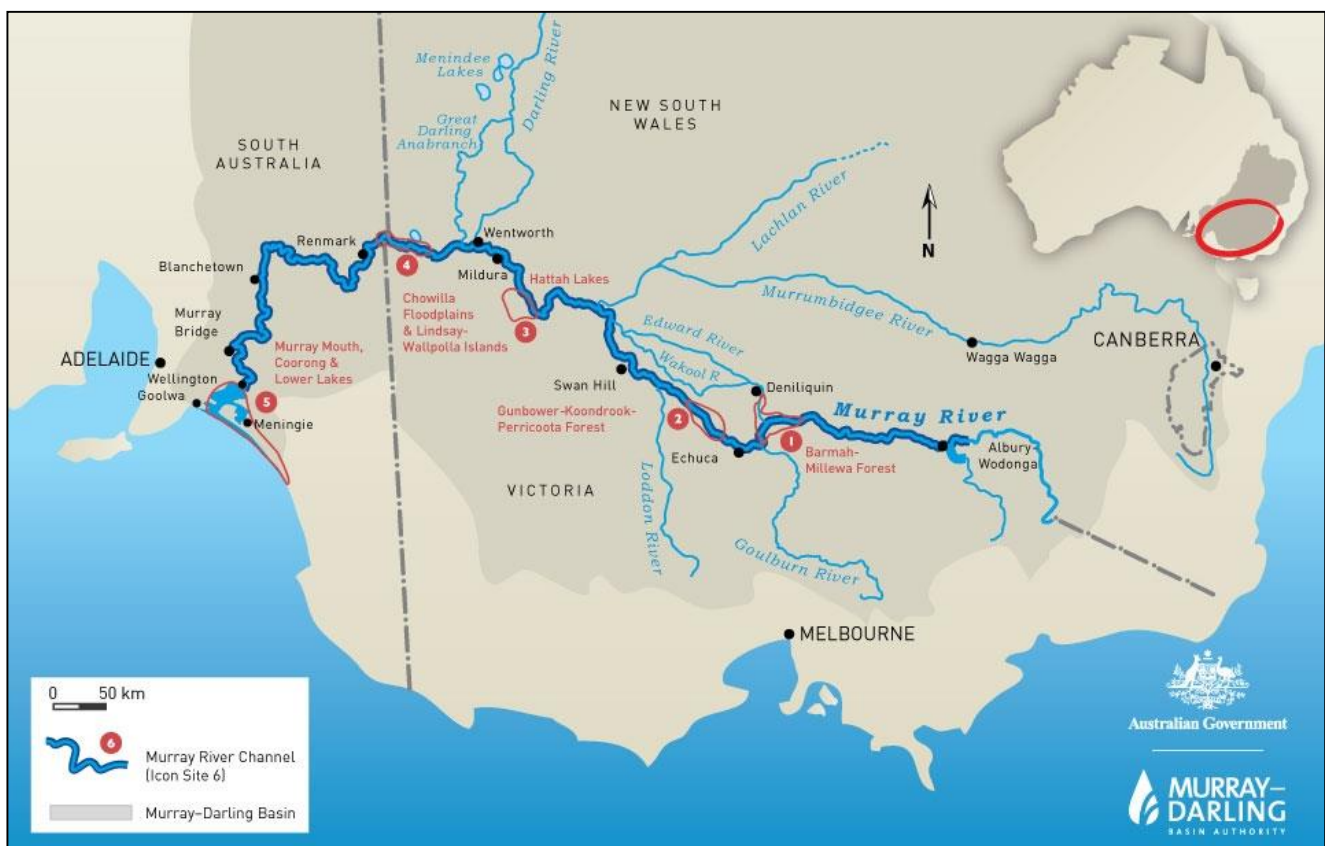 Menindee
Lakes
Darling River
Great
Darling
Anabranch
NEW SOUTH
WALES
SOUTH
AUSTRALIA
Lachlan River
N
Renmark
Wentworth
Blanchetown
4
Mildura
Hattah Lakes
Murrumbidgee River
Chowilla
Floodplains
& Lindsay-
Wallpolla Islands
3
Murray
Bridge
Edward River
CANBERRA
Wagga Wagga
ADELAIDE
Murray Mouth,
Coorong &
Lower Lakes
Wakool R
Wellington
Goolwa
5
Swan Hill
Deniliquin
Meningie
Gunbower-Koondrook-
Perricoota Forest
2
Murray River
1
Echuca
Barmah-
Millewa Forest
Albury-
Wodonga
VICTORIA
Loddon River
Goulburn River
MELBOURNE
0 50 km
6
Murray River Channel
(Icon Site 6)
Murray–Darling Basin
Australian Government
MURRAY–
DARLING
BASIN AUTHORITY